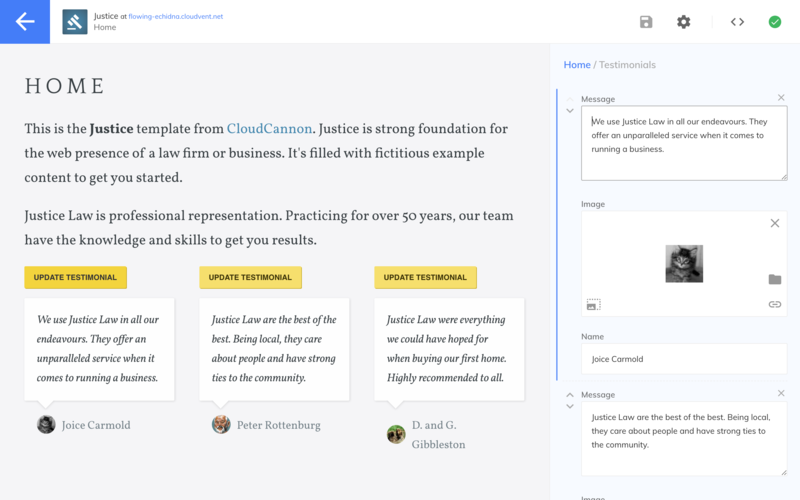 Justice at flowing-echidna.cloudvent.net
Home
HOME
This is the Justice template from CloudCannon. Justice is strong foundation for
the web presence of a law firm or business. It's filled with fictitious example
content to get you started.
Justice Law is professional representation. Practicing for over 50 years, our team
have the knowledge and skills to get you results.
UPDATE TESTIMONIAL
We use Justice Law in all our
endeavours. They offer an
unparalleled service when it
comes to running a business.
Joice Carmold
UPDATE TESTIMONIAL
Justice Law are the best of the
best. Being local, they care
about people and have strong
ties to the community.
Peter Rottenburg
UPDATE TESTIMONIAL
Justice Law were everything
we could have hoped for
when buying our first home.
Highly recommended to all.
D. and G.
Gibbleston
Home / Testimonials
Message
We use Justice Law in all our endeavours. They
offer an unparalleled service when it comes to
running a business.
Image
Name
Joice Carmold
Message
Justice Law are the best of the best. Being local,
they care about people and have strong ties to
the community.
Image